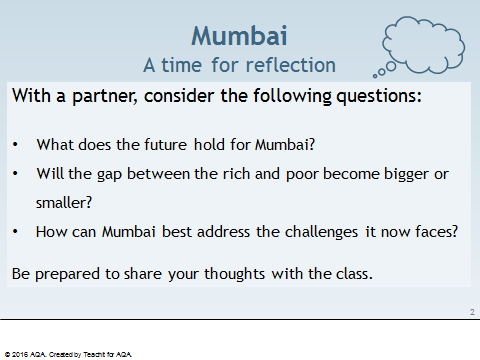 Mumbai
A time for reflection
With a partner, consider the following questions:
• What does the future hold for Mumbai?
• Will the gap between the rich and poor become bigger or
smaller?
• How can Mumbai best address the challenges it now faces?
Be prepared to share your thoughts with the class.
2
© 2016 AQA. Created by Teachit for AQA.